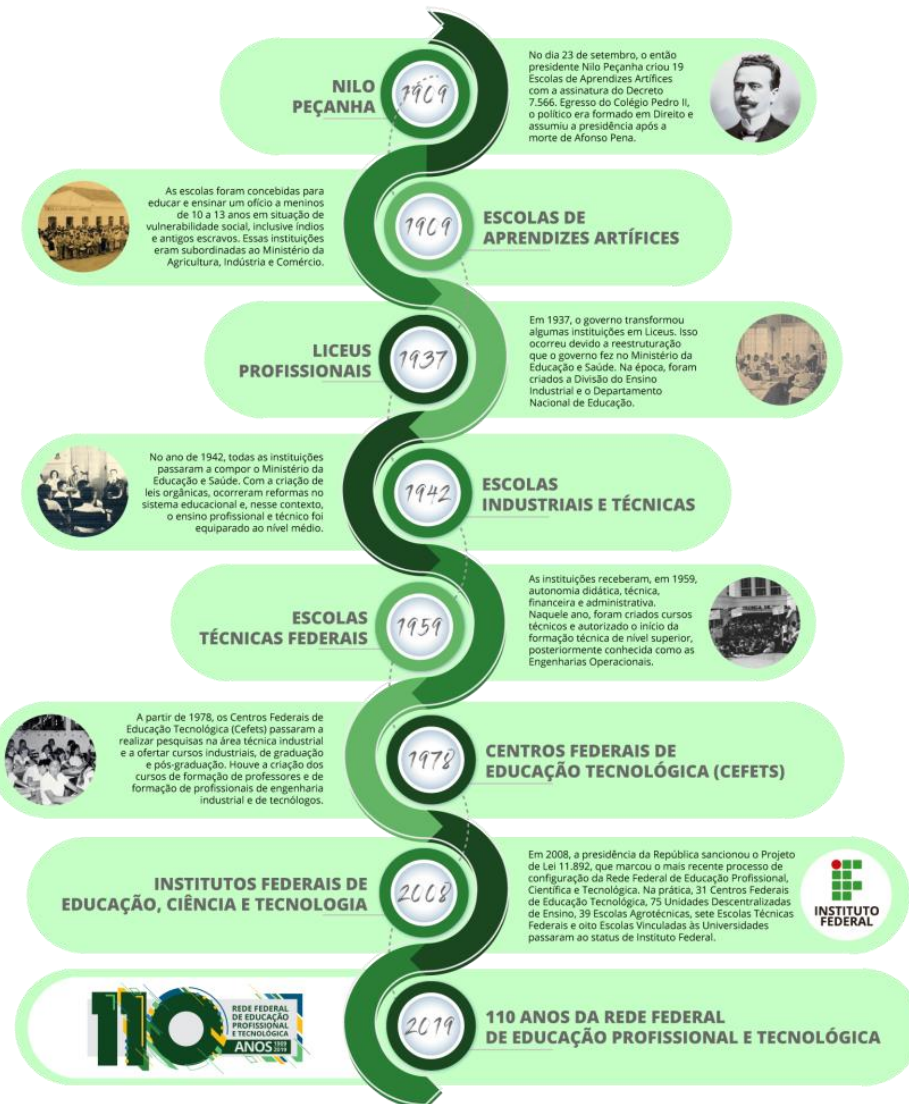 NILO
PEÇANHA
1909
No dia 23 de setembro, o então
presidente Nilo Peçanha criou 19
Escolas de Aprendizes Artífices
com a assinatura do Decreto
7.566. Egresso do Colégio Pedro II,
o político era formado em Direito e
assumiu a presidência após a
morte de Afonso Pena.
As escolas foram concebidas para
educar e ensinar um ofício a meninos
de 10 a 13 anos em situação de
vulnerabilidade social, inclusive índios
e antigos escravos. Essas instituições
eram subordinadas ao Ministério da
Agricultura, Indústria e Comércio.
1909
ESCOLAS DE
APRENDIZES ARTÍFICES
LICEUS
PROFISSIONAIS
1937
Em 1937, o governo transformou
algumas instituições em Liceus. Isso
ocorreu devido a reestruturação
que o governo fez no Ministério da
Educação e Saúde. Na época, foram
criados a Divisão do Ensino
Industrial e o Departamento
Nacional de Educação.
No ano de 1942, todas as instituições
passaram a compor o Ministério da
Educação e Saúde. Com a criação de
leis orgânicas, ocorreram reformas no
sistema educacional e, nesse contexto,
o ensino profissional e técnico foi
equiparado ao nível médio.
1942
ESCOLAS
INDUSTRIAIS E TÉCNICAS
ESCOLAS
TÉCNICAS FEDERAIS
1959
As instituições receberam, em 1959,
autonomia didática, técnica,
financeira e administrativa.
Naquele ano, foram criados cursos
técnicos e autorizado o início da
formação técnica de nível superior,
posteriormente conhecida como as
Engenharias Operacionais.
A partir de 1978, os Centros Federais de
Educação Tecnológica (Cefets) passaram a
realizar pesquisas na área técnica industrial
e a ofertar cursos industriais, de graduação
e pós-graduação. Houve a criação dos
cursos de formação de professores e de
formação de profissionais de engenharia
industrial e de tecnólogos.
1978
CENTROS FEDERAIS DE
EDUCAÇÃO TECNOLÓGICA (CEFETS)
INSTITUTOS FEDERAIS DE
EDUCAÇÃO, CIÊNCIA E TECNOLOGIA
2008
Em 2008, a presidência da República sancionou o Projeto
de Lei 11.892, que marcou o mais recente processo de
configuração da Rede Federal de Educação Profissional,
Científica e Tecnológica. Na prática, 31 Centros Federais
de Educação Tecnológica, 75 Unidades Descentralizadas
de Ensino, 39 Escolas Agrotécnicas, sete Escolas Técnicas
Federais e oito Escolas Vinculadas às Universidades
passaram ao status de Instituto Federal.
INSTITUTO
FEDERAL
110
REDE FEDERAL
DE EDUCAÇÃO
PROFISSIONAL
E TECNOLÓGICA
ANOS 1909
2019
2019
110 ANOS DA REDE FEDERAL
DE EDUCAÇÃO PROFISSIONAL E TECNOLÓGICA